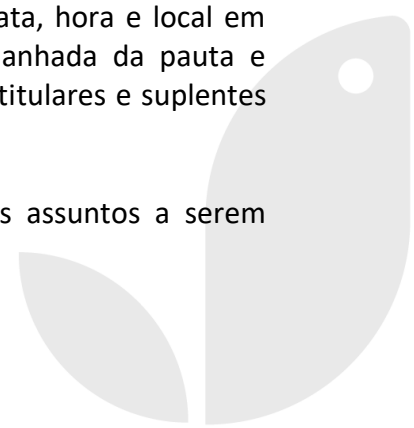 ata, hora e local em
anhada da pauta e
titulares e suplentes
s assuntos a serem